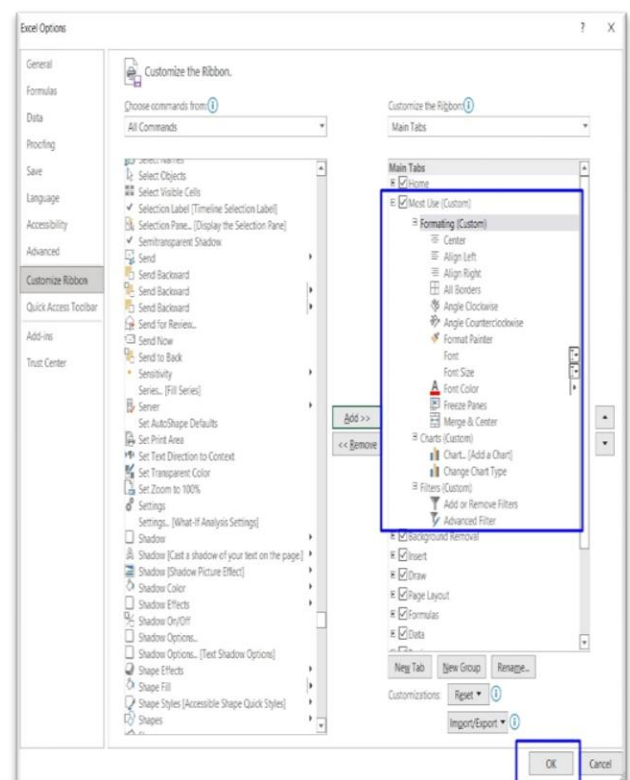 Excel Options
?
X
General
Formulas
Data
Proofing
Save
Language
Accessibility
Advanced
Customize Ribbon
Quick Access Toolbar
Add-ins
Trust Center
Customize the Ribbon.
Choose commands from:
All Commands
Select Names
Select Objects
Select Visible Cells
Selection Label [Timeline Selection Label]
Selection Pane... [Display the Selection Pane]
Semitransparent Shadow
Send
Send Backward
Send Backward
Send Backward
Send for Review...
Send Now
Send to Back
Sensitivity
Series... [Fill Series]
Server
Set AutoShape Defaults
Set Print Area
Set Text Direction to Context
Set Transparent Color
Set Zoom to 100%
Settings
Settings... [What-If Analysis Settings]
Shadow
Shadow [Cast a shadow of your text on the page.]
Shadow [Shadow Picture Effect]
Shadow Color
Shadow Effects
Shadow On/Off
Shadow Options...
Shadow Options... [Text Shadow Options]
Shape Effects
Shape Fill
Shape Styles [Accessible Shape Quick Styles]
Shapes
Add >>
<< Remove
Customize the Ribbon:
Main Tabs
Main Tabs
Home
Most Use (Custom)
Formating (Custom)
Center
Align Left
Align Right
All Borders
Angle Clockwise
Angle Counterclockwise
Format Painter
Font
Font Size
Font Color
Freeze Panes
Merge & Center
Charts (Custom)
Chart... [Add a Chart]
Change Chart Type
Filters (Custom)
Add or Remove Filters
Advanced Filter
Background Removal
Insert
Draw
Page Layout
Formulas
Data
New Tab
New Group
Rename...
Customizations:
Reset
Import/Export
OK
Cancel